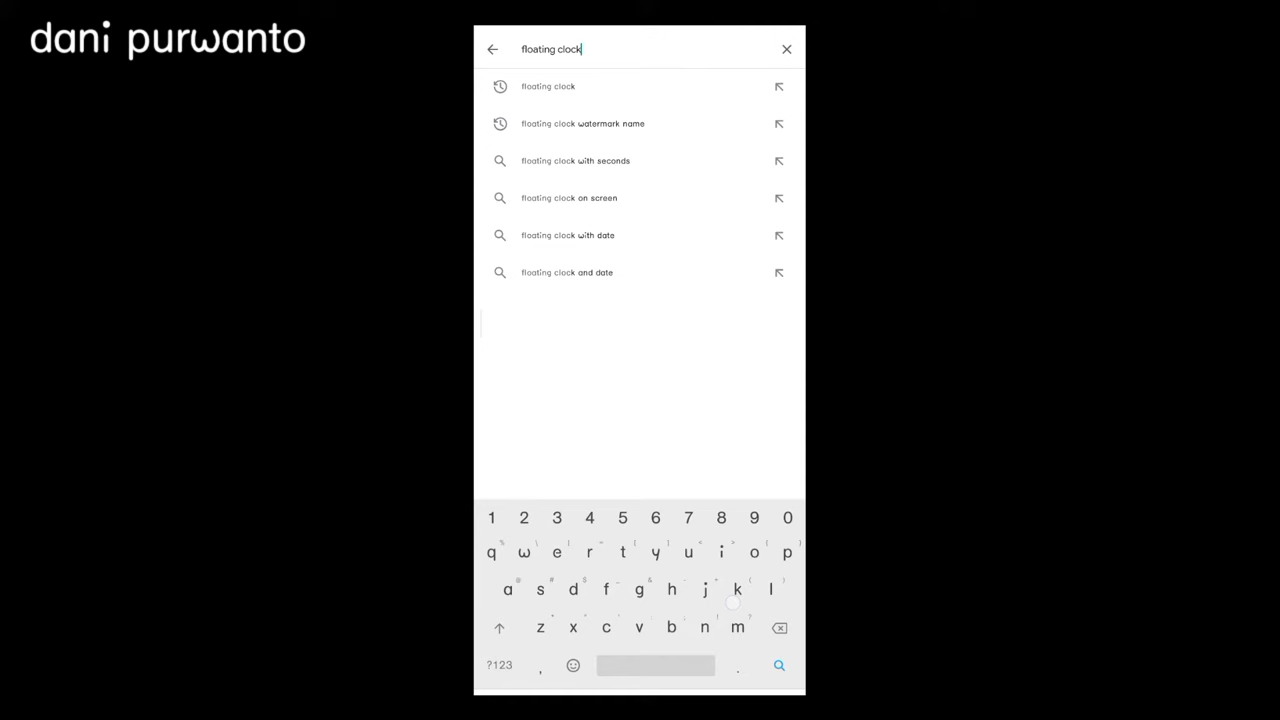 dani purwanto
floating clock
floating clock
floating clock watermark name
floating clock with seconds
floating clock on screen
floating clock with date
floating clock and date
1 2 3 4 5 6 7 8 9 0
q w e r t y u i o p
a s d f g h j k l
z x c v b n m
?123 , .